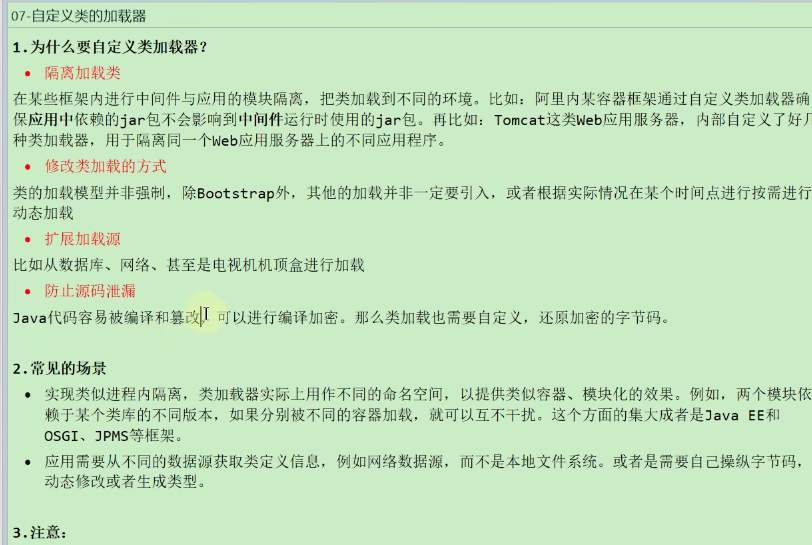 07-自定义类的加载器
1.为什么要自定义类加载器?
• 隔离加载类
在某些框架内进行中间件与应用的模块隔离，把类加载到不同的环境。比如：阿里内某容器框架通过自定义类加载器确
保应用中依赖的jar包不会影响到中间件运行时使用的jar包。再比如：Tomcat这类Web应用服务器，内部自定义了好几
种类加载器，用于隔离同一个Web应用服务器上的不同应用程序。
• 修改类加载的方式
类的加载模型并非强制，除Bootstrap外，其他的加载并非一定要引入，或者根据实际情况在某个时间点进行按需进行
动态加载
• 扩展加载源
比如从数据库、网络、甚至是电视机机顶盒进行加载
• 防止源码泄漏
Java代码容易被编译和篡改，可以进行编译加密。那么类加载也需要自定义，还原加密的字节码。
2.常见的场景
• 实现类似进程内隔离，类加载器实际上用作不同的命名空间，以提供类似容器、模块化的效果。例如，两个模块依
赖于某个类库的不同版本，如果分别被不同的容器加载，就可以互不干扰。这个方面的集大成者是Java EE和
OSGI、JPMS等框架。
• 应用需要从不同的数据源获取类定义信息，例如网络数据源，而不是本地文件系统。或者是需要自己操纵字节码，
动态修改或者生成类型。
3.注意：